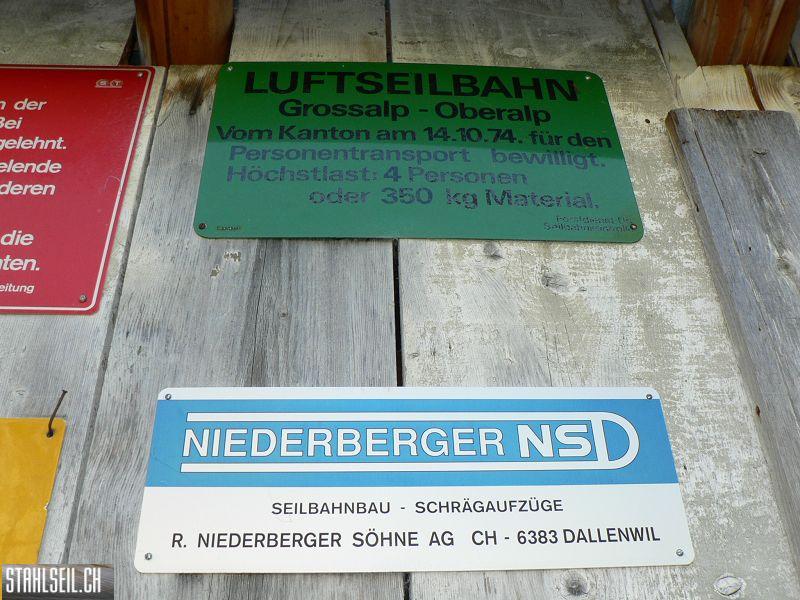 n der
Bei
gelehnt.
elende
deren
die
nten.
eitung
LUFTSEILBAHN
Grossalp - Oberalp
Vom Kanton am 14.10.74. für den
Personentransport bewilligt.
Höchstlast: 4 Personen
oder 350 kg Material.
NIEDERBERGER NSD
SEILBAHNBAU - SCHRÄGAUFZÜGE
R. NIEDERBERGER SÖHNE AG CH - 6383 DALLENWIL
STAHLSEIL.CH